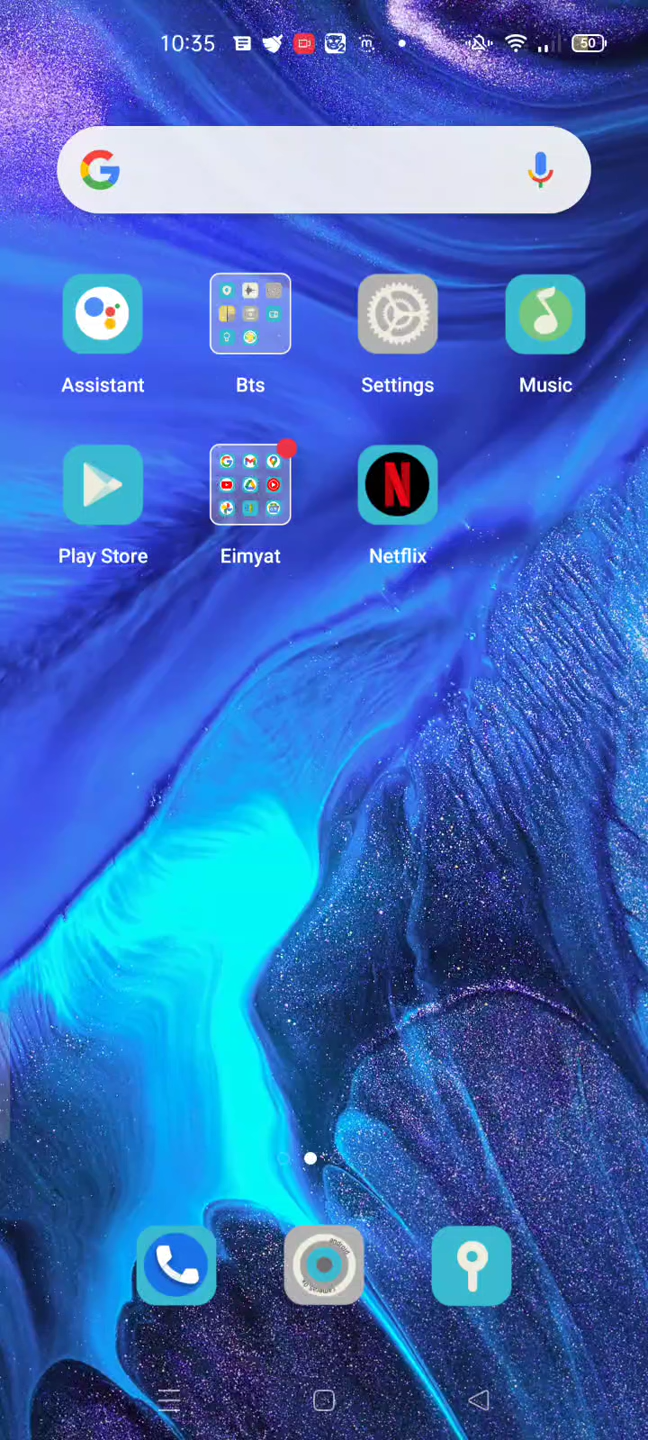 10:35
50
Assistant
Bts
Settings
Music
Play Store
Eimyat
N
Netflix